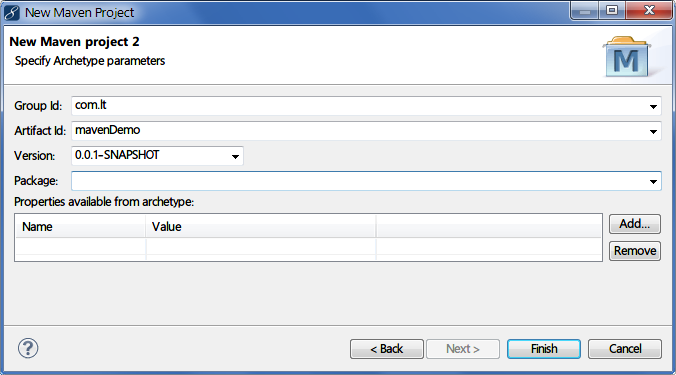 New Maven Project
New Maven project 2
Specify Archetype parameters
M
Group Id: com.lt
Artifact Id: mavenDemo
Version: 0.0.1-SNAPSHOT
Package:
Properties available from archetype:
Name Value
Add...
Remove
? < Back Next > Finish Cancel